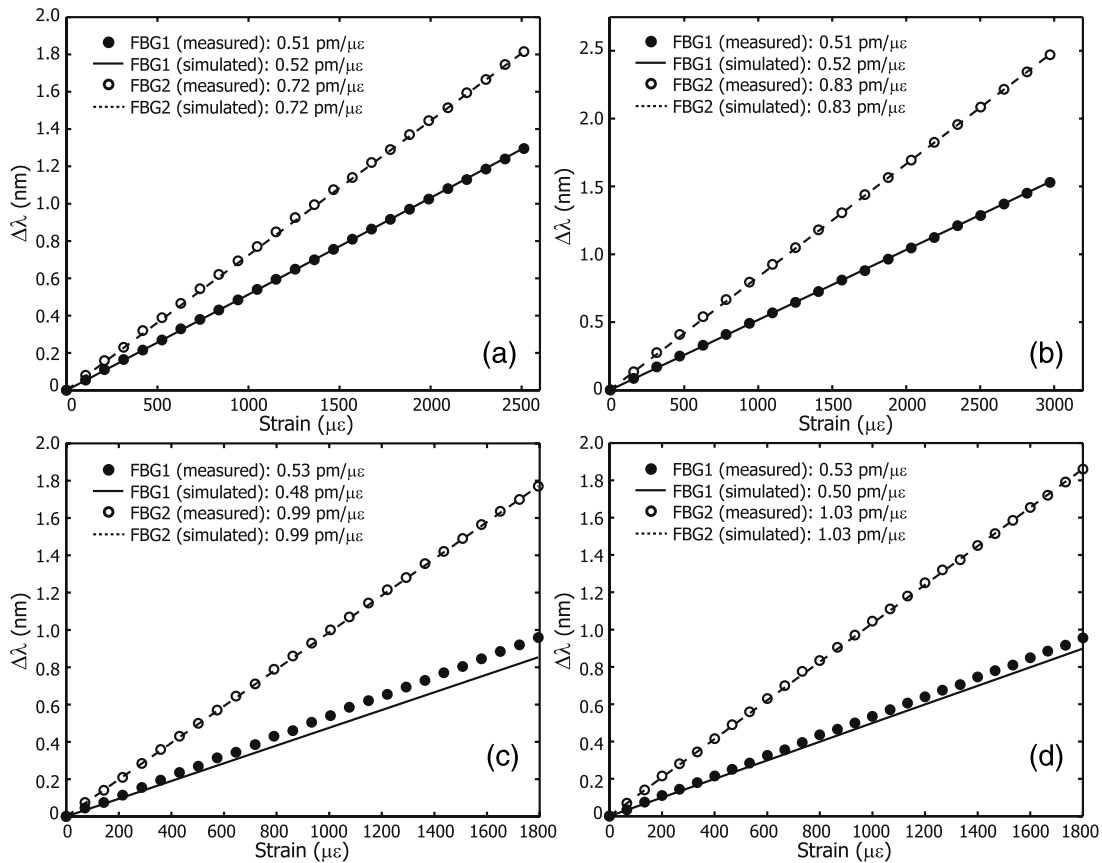 2.0
1.8
1.6
1.4
1.2
1.0
0.8
0.6
0.4
0.2
0
Δλ (nm)
FBG1 (measured): 0.51 pm/με
FBG1 (simulated): 0.52 pm/με
FBG2 (measured): 0.72 pm/με
FBG2 (simulated): 0.72 pm/με
(a)
0 500 1000 1500 2000 2500
Strain (με)
2.5
2.0
1.5
1.0
0.5
0
Δλ (nm)
FBG1 (measured): 0.51 pm/με
FBG1 (simulated): 0.52 pm/με
FBG2 (measured): 0.83 pm/με
FBG2 (simulated): 0.83 pm/με
(b)
0 500 1000 1500 2000 2500 3000
Strain (με)
2.0
1.8
1.6
1.4
1.2
1.0
0.8
0.6
0.4
0.2
0
Δλ (nm)
FBG1 (measured): 0.53 pm/με
FBG1 (simulated): 0.48 pm/με
FBG2 (measured): 0.99 pm/με
FBG2 (simulated): 0.99 pm/με
(c)
0 200 400 600 800 1000 1200 1400 1600 1800
Strain (με)
2.0
1.8
1.6
1.4
1.2
1.0
0.8
0.6
0.4
0.2
0
Δλ (nm)
FBG1 (measured): 0.53 pm/με
FBG1 (simulated): 0.50 pm/με
FBG2 (measured): 1.03 pm/με
FBG2 (simulated): 1.03 pm/με
(d)
0 200 400 600 800 1000 1200 1400 1600 1800
Strain (με)